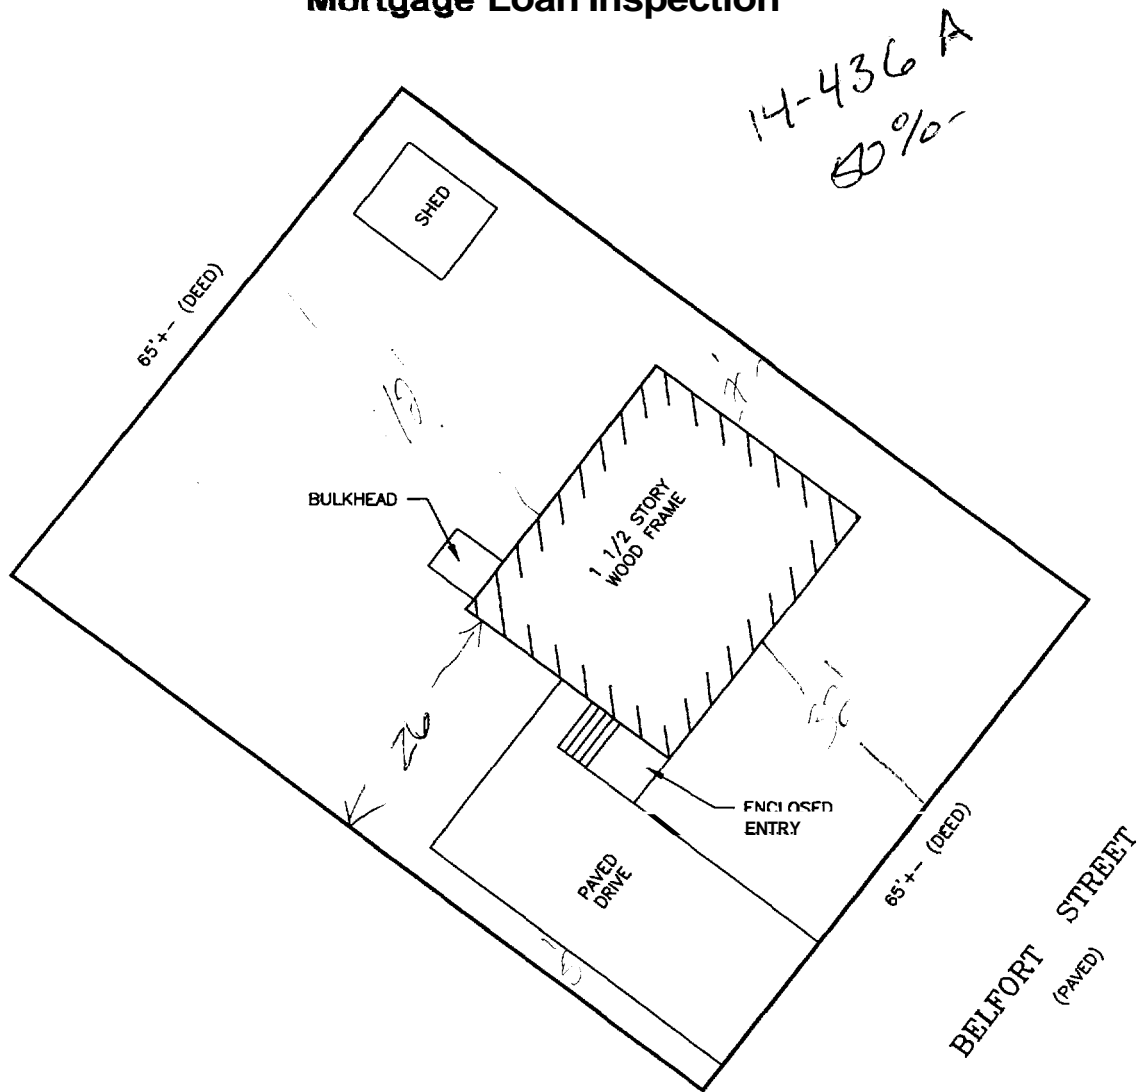 Mortgage Loan Inspection
14-436 A
SHED
65'+- (DEED)
BULKHEAD
1 1/2 STORY
WOOD FRAME
26
ENCLOSED
ENTRY
PAVED
DRIVE
65'+- (DEED)
BELFORT STREET
(PAVED)